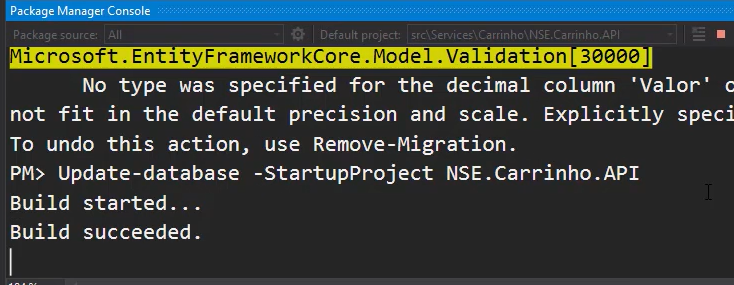 Package Manager Console
Package source: All
Default project: src\Services\Carrinho\NSE.Carrinho.API
Microsoft.EntityFrameworkCore.Model.Validation[30000]
No type was specified for the decimal column 'Valor' o
not fit in the default precision and scale. Explicitly speci
To undo this action, use Remove-Migration.
PM> Update-database -StartupProject NSE.Carrinho.API
Build started...
Build succeeded.